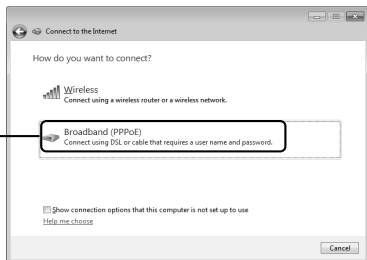 Connect to the Internet
How do you want to connect?
Wireless
Connect using a wireless router or a wireless network.
Broadband (PPPoE)
Connect using DSL or cable that requires a user name and password.
Show connection options that this computer is not set up to use
Help me choose
Cancel